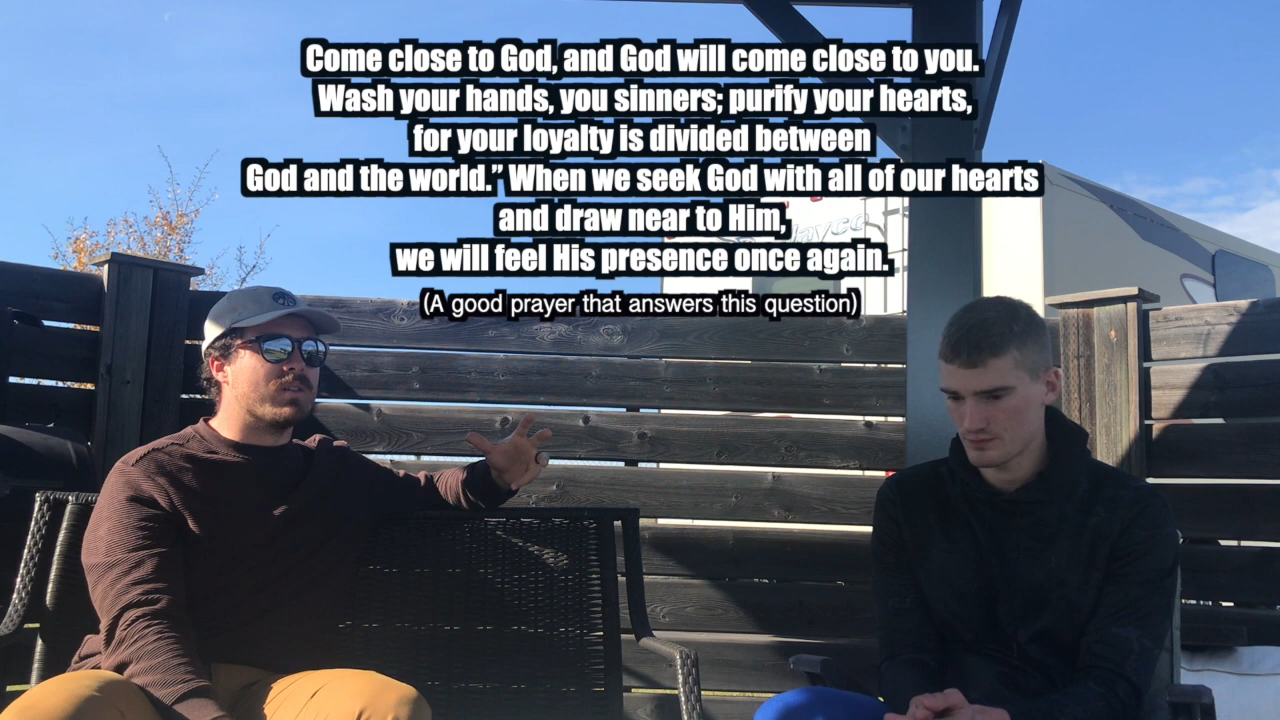 Come close to God, and God will come close to you.
Wash your hands, you sinners; purify your hearts,
for your loyalty is divided between
God and the world.” When we seek God with all of our hearts
and draw near to Him,
we will feel His presence once again.
(A good prayer that answers this question)
Jayco